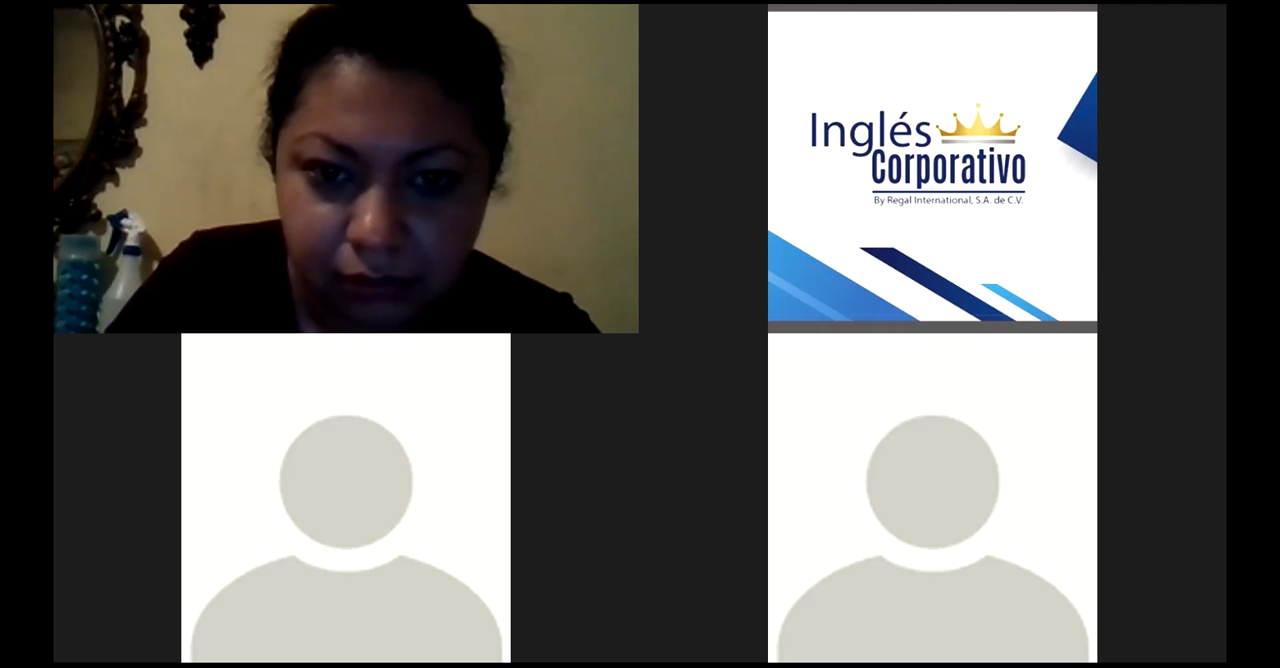 Inglés
Corporativo
By Regal International, S.A. de C.V.